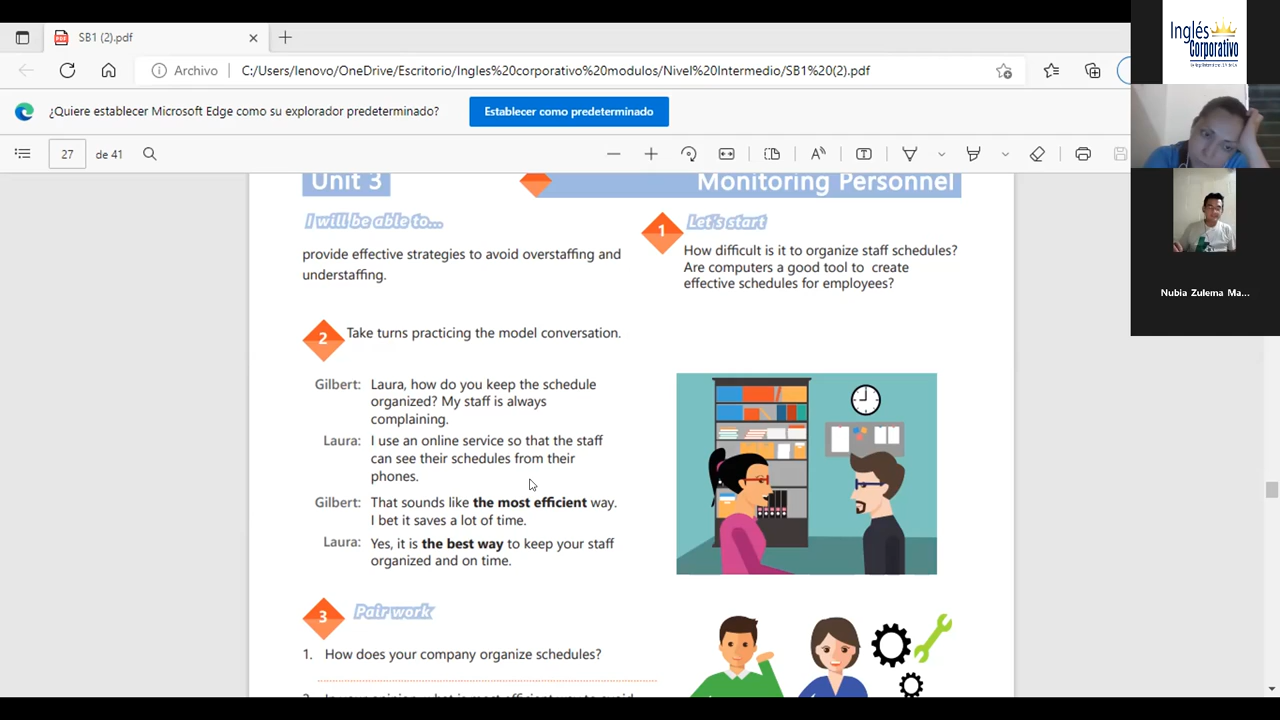 SB1 (2).pdf
Archivo
C:/Users/lenovo/OneDrive/Escritorio/Ingles%20Corporativo%20modulos/Nivel%20Intermedio/SB1%20(2).pdf
¿Quiere establecer Microsoft Edge como su explorador predeterminado?
Establecer como predeterminado
27
de 41
Inglés
Corporativo
Nubia Zulema Ma...
Unit 3
Monitoring Personnel
I will be able to...
provide effective strategies to avoid overstaffing and
understaffing.
1
Let's start
How difficult is it to organize staff schedules?
Are computers a good tool to create
effective schedules for employees?
2
Take turns practicing the model conversation.
Gilbert: Laura, how do you keep the schedule
organized? My staff is always
complaining.
Laura: I use an online service so that the staff
can see their schedules from their
phones.
Gilbert: That sounds like the most efficient way.
I bet it saves a lot of time.
Laura: Yes, it is the best way to keep your staff
organized and on time.
3
Pair work
1. How does your company organize schedules?